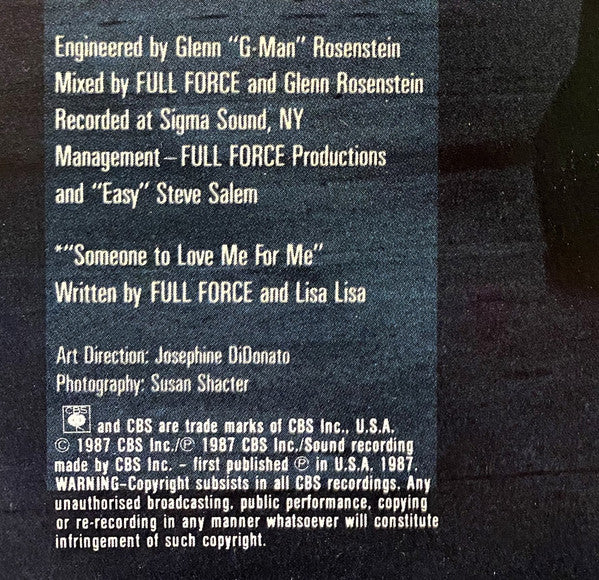 Engineered by Glenn "G-Man" Rosenstein
Mixed by FULL FORCE and Glenn Rosenstein
Recorded at Sigma Sound, NY
Management–FULL FORCE Productions
and "Easy" Steve Salem
*"Someone to Love Me For Me"
Written by FULL FORCE and Lisa Lisa
Art Direction: Josephine DiDonato
Photography: Susan Shacter
CBS and CBS are trade marks of CBS Inc., U.S.A.
© 1987 CBS Inc./℗ 1987 CBS Inc./Sound recording
made by CBS Inc. - first published ℗ in U.S.A. 1987.
WARNING–Copyright subsists in all CBS recordings. Any
unauthorised broadcasting, public performance, copying
or re-recording in any manner whatsoever will constitute
infringement of such copyright.